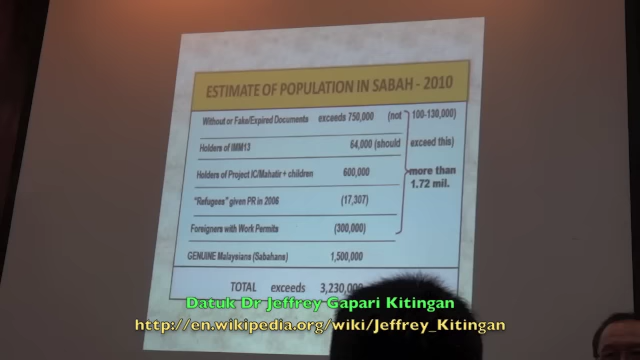 ESTIMATE OF POPULATION IN SABAH - 2010
Without or Fake/Expired Documents exceeds 750,000 (not 100-130,000)
Holders of IMM13 64,000 (should exceed this)
Holders of Project IC/Mahatir + children 600,000
more than
1.72 mil.
"Refugees" given PR in 2006 (17,307)
Foreigners with Work Permits (300,000)
GENUINE Malaysians (Sabahans) 1,500,000
TOTAL exceeds 3,230,000
Datuk Dr Jeffrey Gapari Kitingan
http://en.wikipedia.org/wiki/Jeffrey_Kitingan